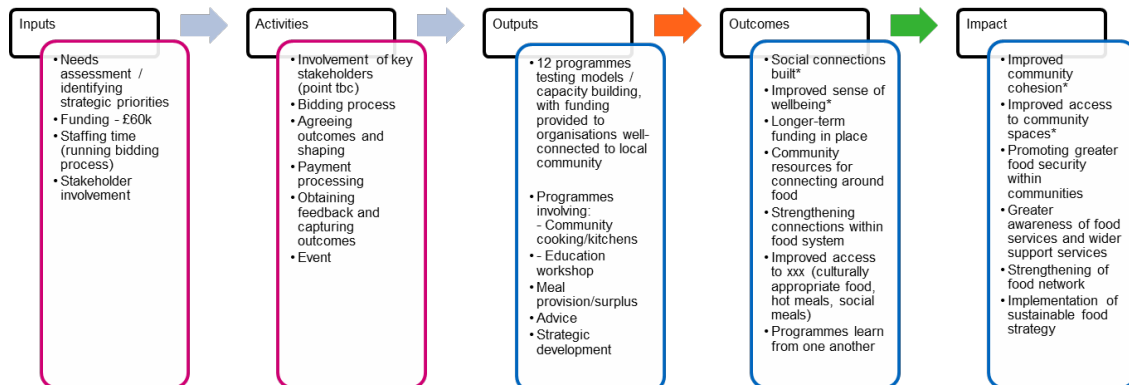 Inputs
• Needs
assessment /
identifying
strategic priorities
• Funding - £60k
• Staffing time
(running bidding
process)
• Stakeholder
involvement
Activities
• Involvement of key
stakeholders
(point tbc)
• Bidding process
• Agreeing
outcomes and
shaping
• Payment
processing
• Obtaining
feedback and
capturing
outcomes
• Event
Outputs
• 12 programmes
testing models /
capacity building,
with funding
provided to
organisations well-
connected to local
community
• Programmes
involving:
- Community
cooking/kitchens
• - Education
workshop
• Meal
provision/surplus
• Advice
• Strategic
development
Outcomes
• Social connections
built*
• Improved sense of
wellbeing*
• Longer-term
funding in place
• Community
resources for
connecting around
food
• Strengthening
connections within
food system
• Improved access
to xxx (culturally
appropriate food,
hot meals, social
meals)
• Programmes learn
from one another
Impact
• Improved
community
cohesion*
• Improved access
to community
spaces*
• Promoting greater
food security
within
communities
• Greater
awareness of food
services and wider
support services
• Strengthening of
food network
• Implementation of
sustainable food
strategy